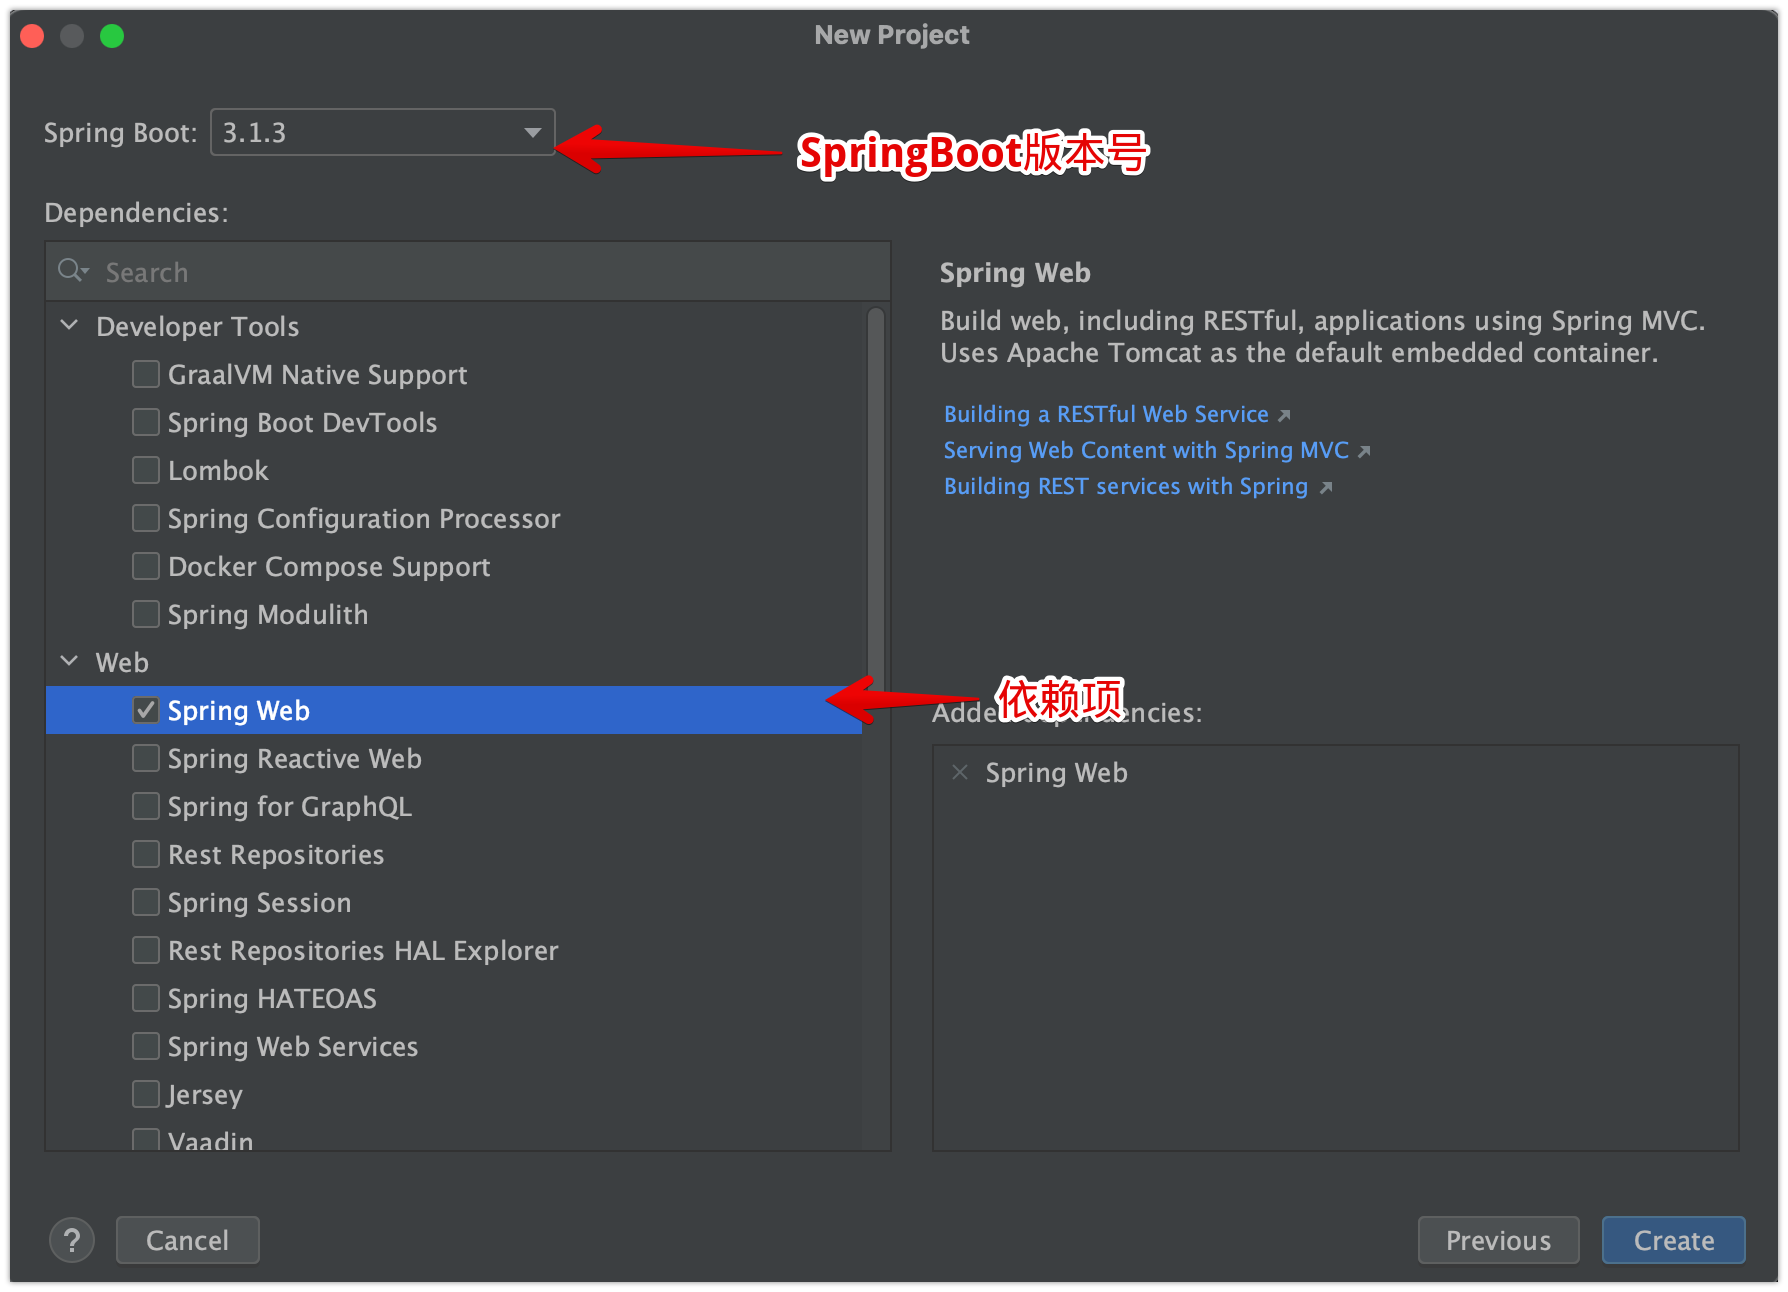 New Project
Spring Boot: 3.1.3
SpringBoot版本号
Dependencies:
Search
Developer Tools
GraalVM Native Support
Spring Boot DevTools
Lombok
Spring Configuration Processor
Docker Compose Support
Spring Modulith
Web
Spring Web
Spring Reactive Web
Spring for GraphQL
Rest Repositories
Spring Session
Rest Repositories HAL Explorer
Spring HATEOAS
Spring Web Services
Jersey
Vaadin
Spring Web
Build web, including RESTful, applications using Spring MVC.
Uses Apache Tomcat as the default embedded container.
Building a RESTful Web Service
Serving Web Content with Spring MVC
Building REST services with Spring
依赖项
Added dependencies:
Spring Web
?
Cancel
Previous
Create